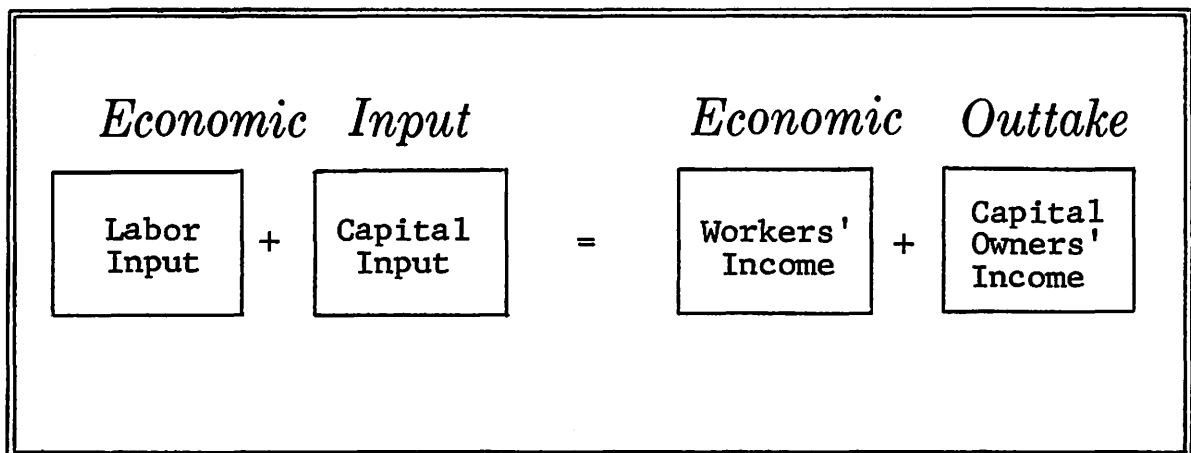 Economic Input
Economic Outtake
Labor
Input
+
Capital
Input
=
Workers'
Income
+
Capital
Owners'
Income